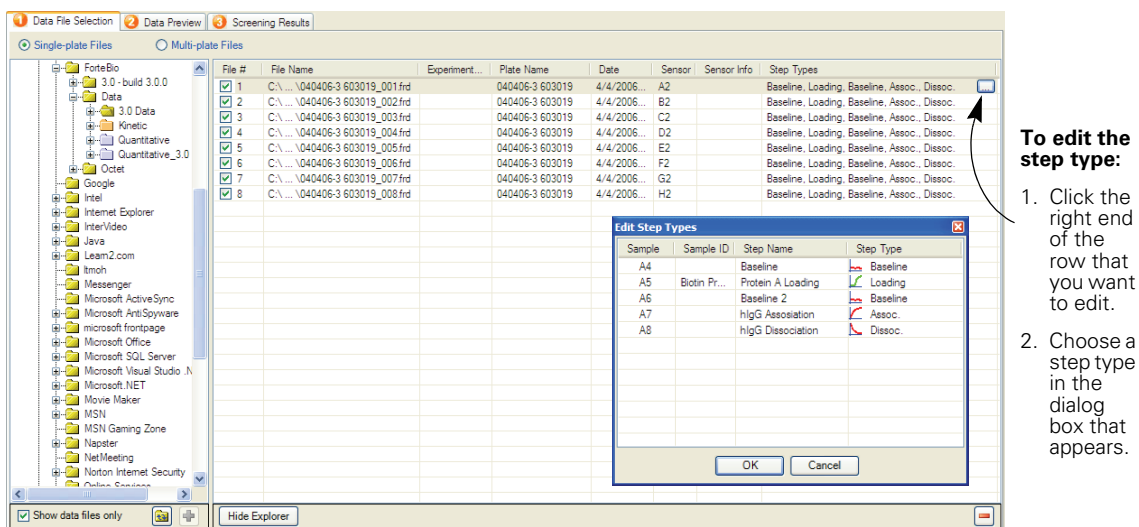 1 Data File Selection 2 Data Preview 3 Screening Results
Single-plate Files Multi-plate Files
ForteBio
3.0 - build 3.0.0
Data
3.0 Data
Kinetic
Quantitative
Quantitative_3.0
Octet
Google
Intel
Internet Explorer
InterVideo
Java
Learn2.com
ltmoh
Messenger
Microsoft ActiveSync
Microsoft AntiSpyware
microsoft frontpage
Microsoft Office
Microsoft SQL Server
Microsoft Visual Studio .N
Microsoft.NET
Movie Maker
MSN
MSN Gaming Zone
Napster
NetMeeting
Norton Internet Security
Online Services
Show data files only
File # File Name Experiment... Plate Name Date Sensor Sensor Info Step Types
1 C:\ ... \040406-3 603019_001.frd 040406-3 603019 4/4/2006... A2 Baseline, Loading, Baseline, Assoc., Dissoc. ...
2 C:\ ... \040406-3 603019_002.frd 040406-3 603019 4/4/2006... B2 Baseline, Loading, Baseline, Assoc., Dissoc.
3 C:\ ... \040406-3 603019_003.frd 040406-3 603019 4/4/2006... C2 Baseline, Loading, Baseline, Assoc., Dissoc.
4 C:\ ... \040406-3 603019_004.frd 040406-3 603019 4/4/2006... D2 Baseline, Loading, Baseline, Assoc., Dissoc.
5 C:\ ... \040406-3 603019_005.frd 040406-3 603019 4/4/2006... E2 Baseline, Loading, Baseline, Assoc., Dissoc.
6 C:\ ... \040406-3 603019_006.frd 040406-3 603019 4/4/2006... F2 Baseline, Loading, Baseline, Assoc., Dissoc.
7 C:\ ... \040406-3 603019_007.frd 040406-3 603019 4/4/2006... G2 Baseline, Loading, Baseline, Assoc., Dissoc.
8 C:\ ... \040406-3 603019_008.frd 040406-3 603019 4/4/2006... H2 Baseline, Loading, Baseline, Assoc., Dissoc.
Edit Step Types
Sample Sample ID Step Name Step Type
A4 Baseline Baseline
A5 Biotin Pr... Protein A Loading Loading
A6 Baseline 2 Baseline
A7 hIgG Assosiation Assoc.
A8 hIgG Dissociation Dissoc.
OK Cancel
Hide Explorer
To edit the
step type:
1. Click the
right end
of the
row that
you want
to edit.
2. Choose a
step type
in the
dialog
box that
appears.